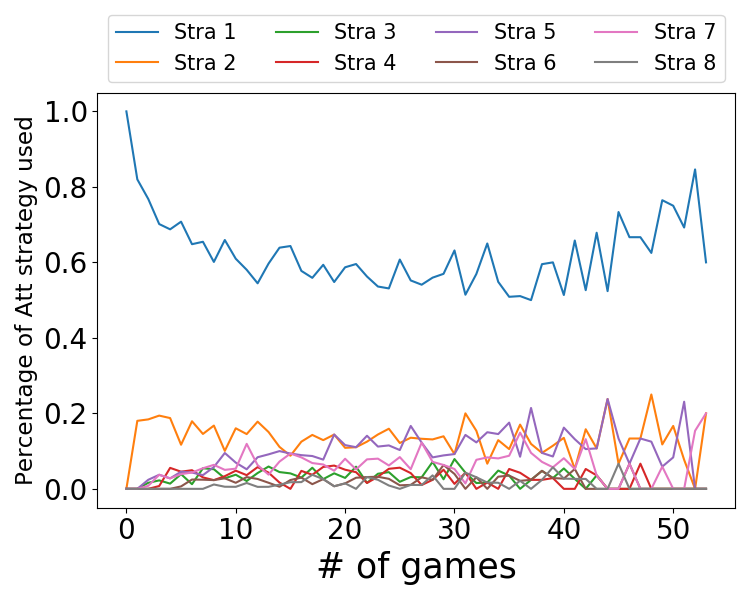 Stra 1 Stra 3 Stra 5 Stra 7
Stra 2 Stra 4 Stra 6 Stra 8
Percentage of Att strategy used
1.0
0.8
0.6
0.4
0.2
0.0
0 10 20 30 40 50
# of games